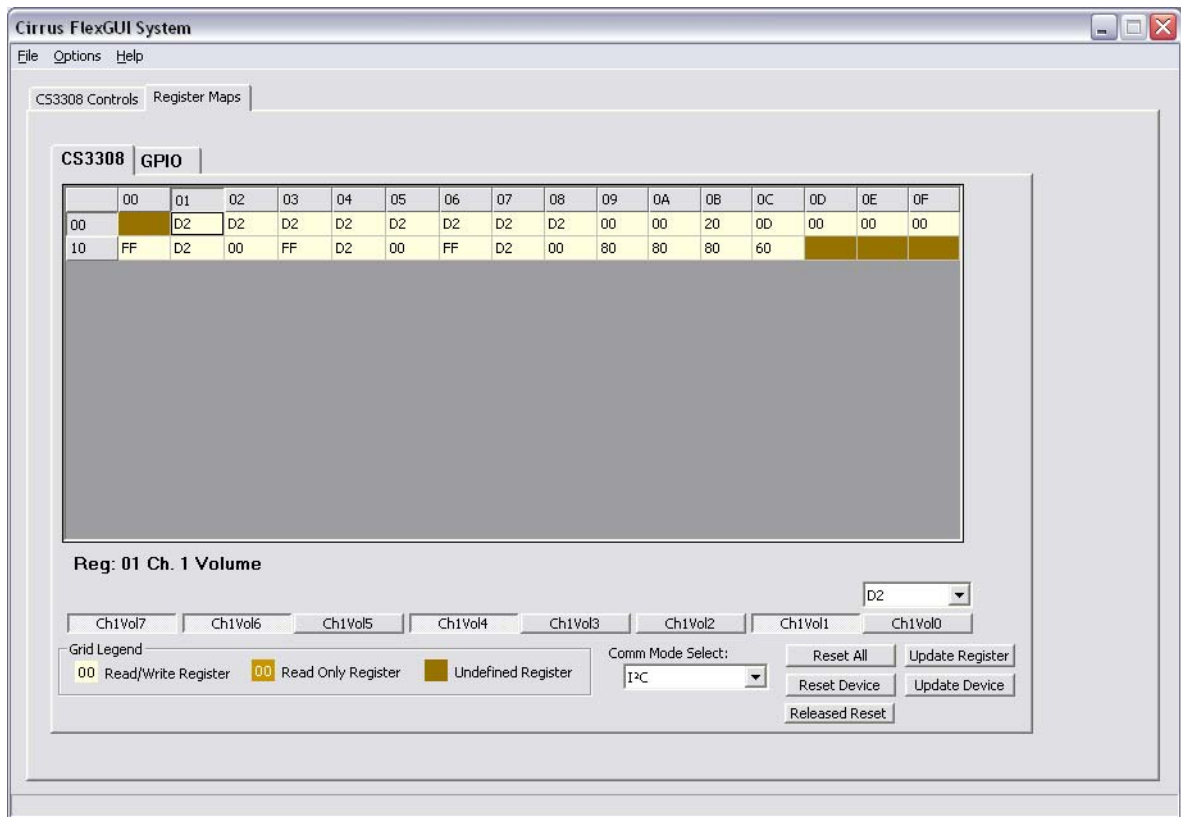 Cirrus FlexGUI System
File Options Help
CS3308 Controls Register Maps
CS3308 GPIO
00 01 02 03 04 05 06 07 08 09 0A 0B 0C 0D 0E 0F
00 D2 D2 D2 D2 D2 D2 D2 D2 00 00 20 0D 00 00 00
10 FF D2 00 FF D2 00 FF D2 00 80 80 80 60
Reg: 01 Ch. 1 Volume
D2
Ch1Vol7 Ch1Vol6 Ch1Vol5 Ch1Vol4 Ch1Vol3 Ch1Vol2 Ch1Vol1 Ch1Vol0
Grid Legend
00 Read/Write Register 00 Read Only Register Undefined Register
Comm Mode Select:
I²C
Reset All Update Register
Reset Device Update Device
Released Reset